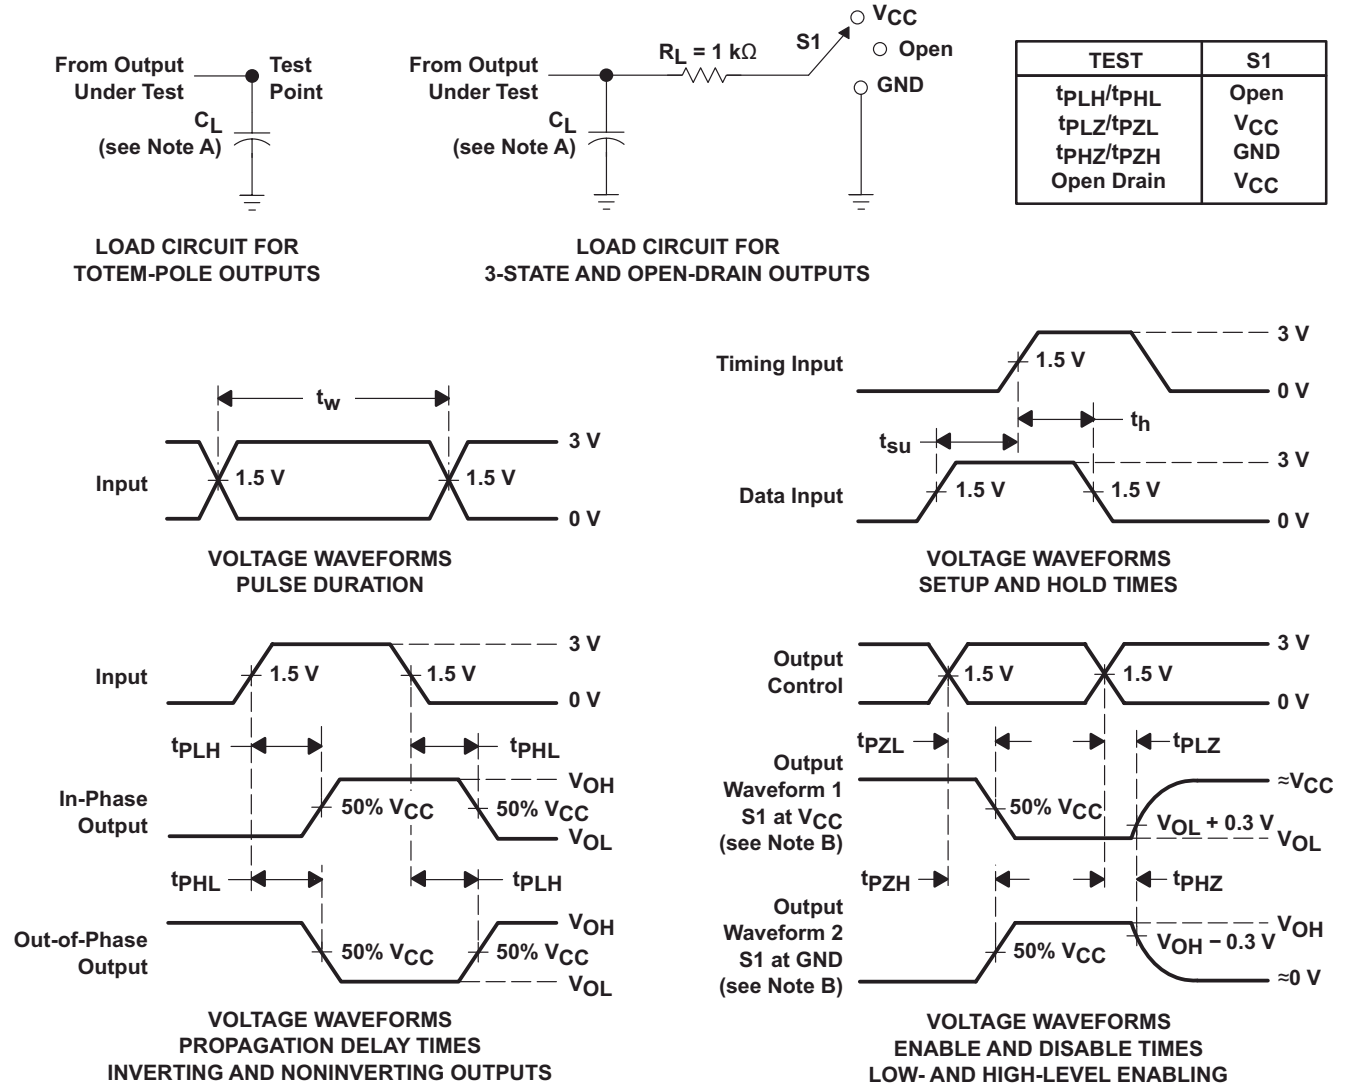 From Output
Under Test
Test
Point
CL
(see Note A)
LOAD CIRCUIT FOR
TOTEM-POLE OUTPUTS
From Output
Under Test
RL = 1 kΩ
S1
VCC
Open
GND
CL
(see Note A)
LOAD CIRCUIT FOR
3-STATE AND OPEN-DRAIN OUTPUTS
TEST S1
tPLH/tPHL Open
tPLZ/tPZL VCC
tPHZ/tPZH GND
Open Drain VCC
tw
Input
1.5 V
1.5 V
3 V
0 V
VOLTAGE WAVEFORMS
PULSE DURATION
Timing Input
1.5 V
3 V
0 V
th
tsu
Data Input
1.5 V
1.5 V
3 V
0 V
VOLTAGE WAVEFORMS
SETUP AND HOLD TIMES
Input
1.5 V
1.5 V
3 V
0 V
tPLH
tPHL
In-Phase
Output
50% VCC
50% VCC
VOH
VOL
tPHL
tPLH
Out-of-Phase
Output
50% VCC
50% VCC
VOH
VOL
VOLTAGE WAVEFORMS
PROPAGATION DELAY TIMES
INVERTING AND NONINVERTING OUTPUTS
Output
Control
1.5 V
1.5 V
3 V
0 V
tPZL
tPLZ
Output
Waveform 1
S1 at VCC
(see Note B)
50% VCC
VOL + 0.3 V
≈VCC
VOL
tPZH
tPHZ
Output
Waveform 2
S1 at GND
(see Note B)
50% VCC
VOH − 0.3 V
VOH
≈0 V
VOLTAGE WAVEFORMS
ENABLE AND DISABLE TIMES
LOW- AND HIGH-LEVEL ENABLING